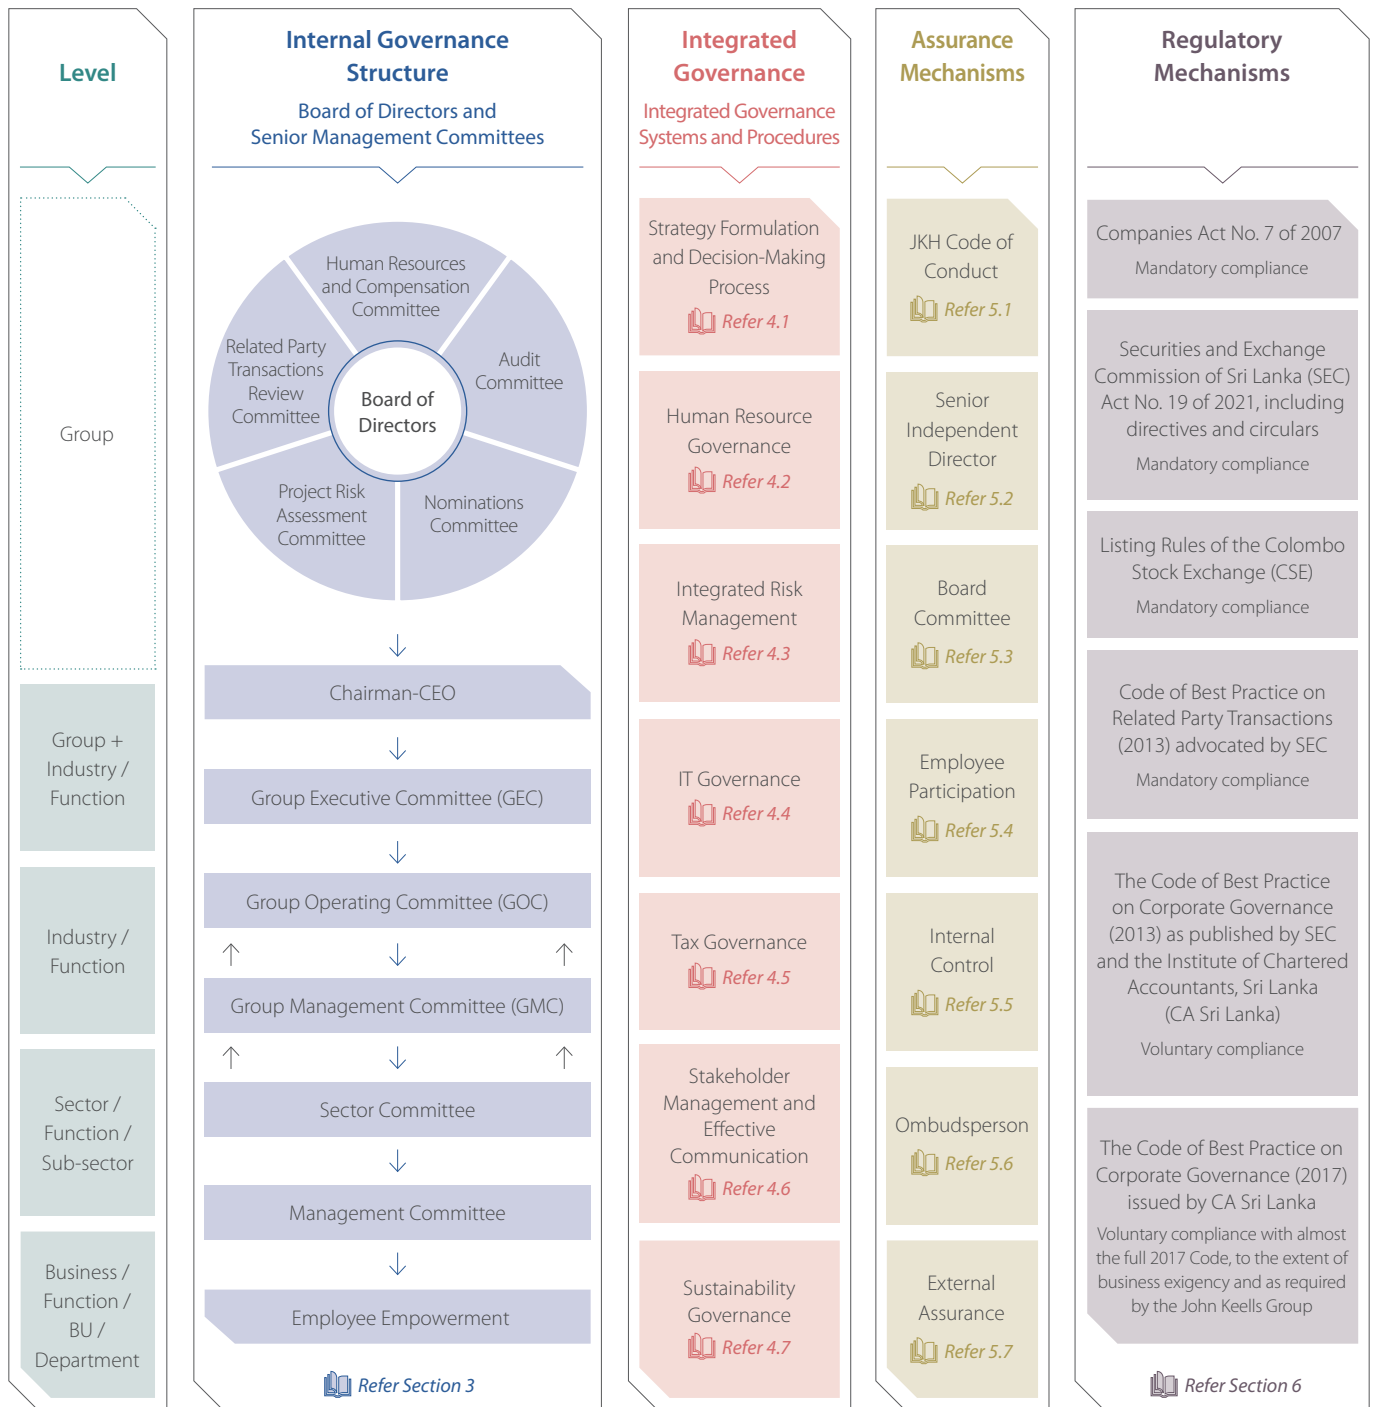 Level
Group
Group +
Industry /
Function
Industry /
Function
Sector /
Function /
Sub-sector
Business /
Function /
BU /
Department
Internal Governance
Structure
Board of Directors and
Senior Management Committees
Human Resources
and Compensation
Committee
Related Party
Transactions
Review
Committee
Audit
Committee
Board of
Directors
Project Risk
Assessment
Committee
Nominations
Committee
Chairman-CEO
Group Executive Committee (GEC)
Group Operating Committee (GOC)
Group Management Committee (GMC)
Sector Committee
Management Committee
Employee Empowerment
Refer Section 3
Integrated
Governance
Integrated Governance
Systems and Procedures
Strategy Formulation
and Decision-Making
Process
Refer 4.1
Human Resource
Governance
Refer 4.2
Integrated Risk
Management
Refer 4.3
IT Governance
Refer 4.4
Tax Governance
Refer 4.5
Stakeholder
Management and
Effective
Communication
Refer 4.6
Sustainability
Governance
Refer 4.7
Assurance
Mechanisms
JKH Code of
Conduct
Refer 5.1
Senior
Independent
Director
Refer 5.2
Board
Committee
Refer 5.3
Employee
Participation
Refer 5.4
Internal
Control
Refer 5.5
Ombudsperson
Refer 5.6
External
Assurance
Refer 5.7
Regulatory
Mechanisms
Companies Act No. 7 of 2007
Mandatory compliance
Securities and Exchange
Commission of Sri Lanka (SEC)
Act No. 19 of 2021, including
directives and circulars
Mandatory compliance
Listing Rules of the Colombo
Stock Exchange (CSE)
Mandatory compliance
Code of Best Practice on
Related Party Transactions
(2013) advocated by SEC
Mandatory compliance
The Code of Best Practice
on Corporate Governance
(2013) as published by SEC
and the Institute of Chartered
Accountants, Sri Lanka
(CA Sri Lanka)
Voluntary compliance
The Code of Best Practice on
Corporate Governance (2017)
issued by CA Sri Lanka
Voluntary compliance with almost
the full 2017 Code, to the extent of
business exigency and as required
by the John Keells Group
Refer Section 6